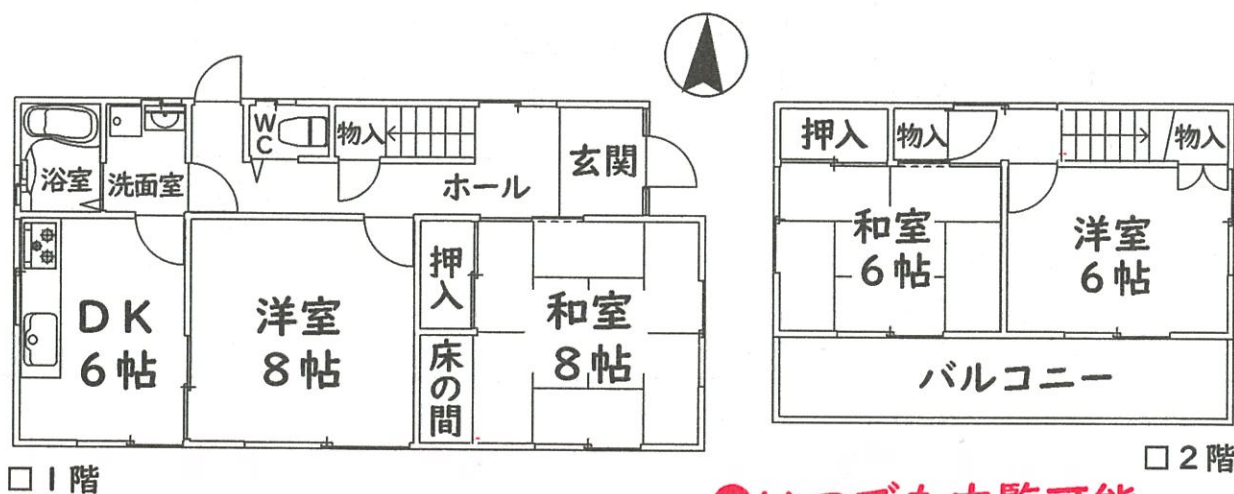 浴室
洗面室
WC
物入
ホール
玄関
DK
6帖
洋室
8帖
押入
床の間
和室
8帖
□1階
押入
物入
物入
和室
6帖
洋室
6帖
バルコニー
□2階